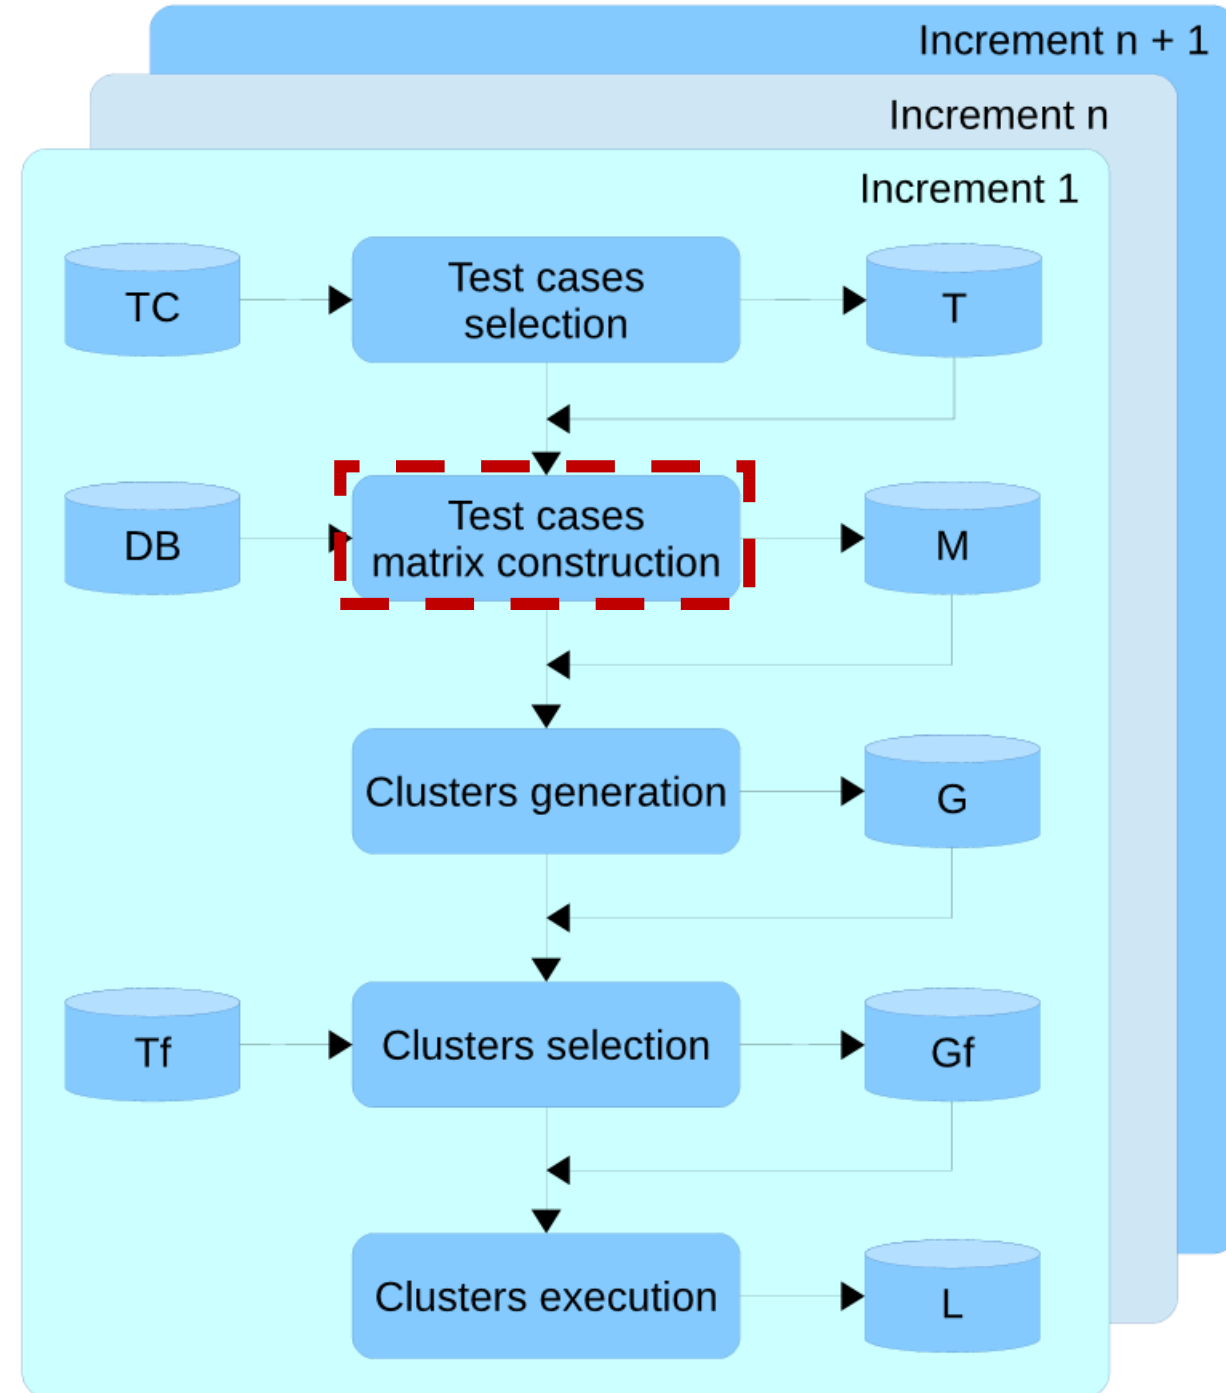 Increment n + 1
Increment n
Increment 1
TC
Test cases
selection
T
DB
Test cases
matrix construction
M
Clusters generation
G
Tf
Clusters selection
Gf
Clusters execution
L